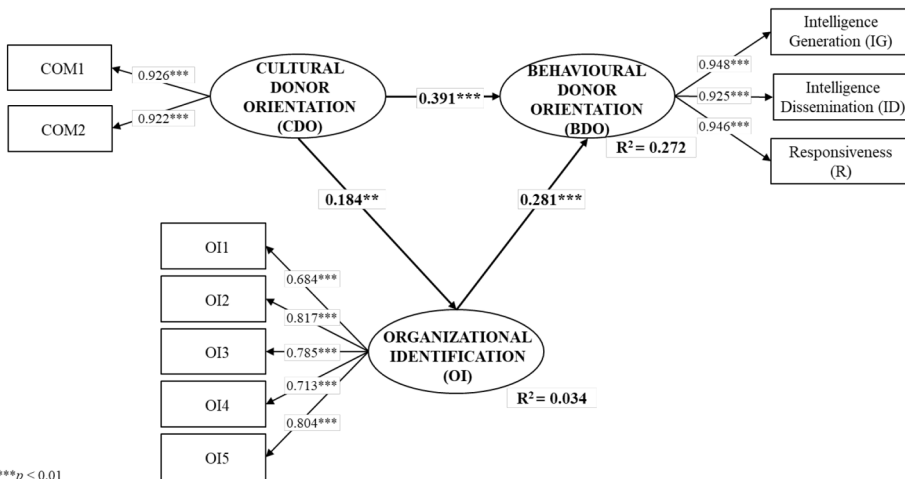 COM1
COM2
0.926***
0.922***
CULTURAL
DONOR
ORIENTATION
(CDO)
0.391***
BEHAVIOURAL
DONOR
ORIENTATION
(BDO)
R² = 0.272
0.948***
0.925***
0.946***
Intelligence
Generation (IG)
Intelligence
Dissemination (ID)
Responsiveness
(R)
0.184**
0.281***
OI1
OI2
OI3
OI4
OI5
0.684***
0.817***
0.785***
0.713***
0.804***
ORGANIZATIONAL
IDENTIFICATION
(OI)
R² = 0.034
***p < 0.01